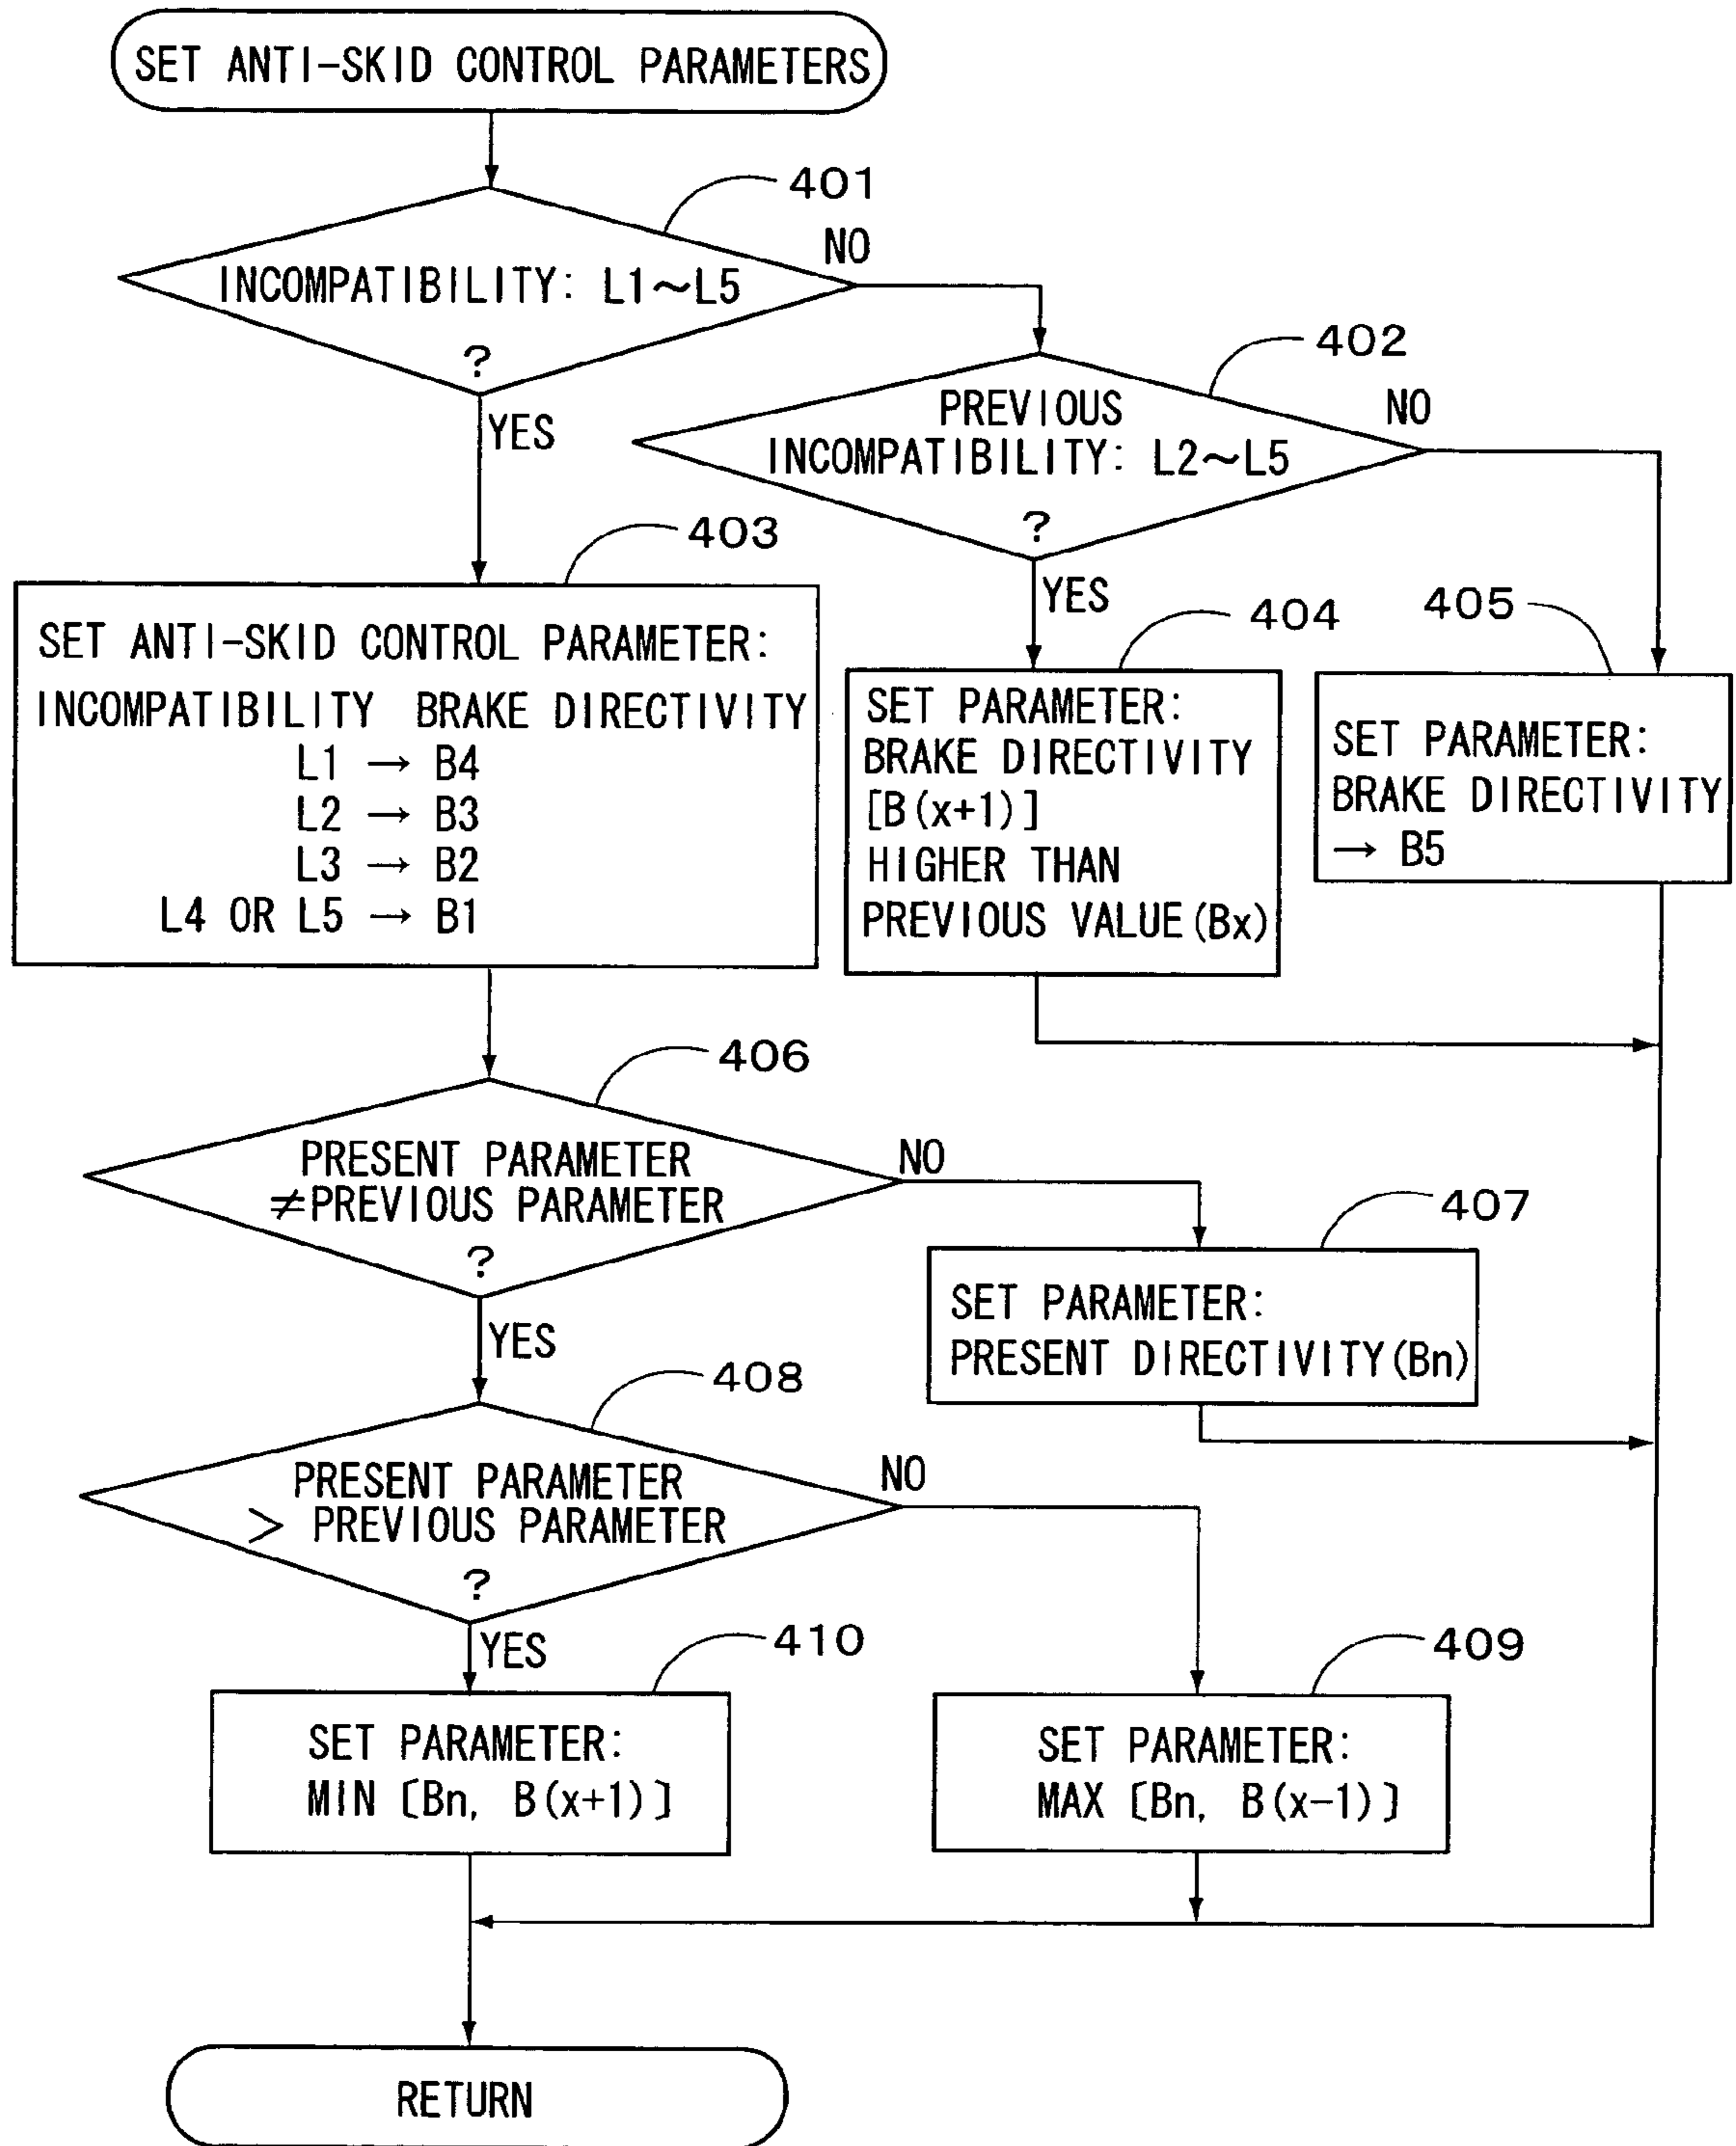 SET ANTI-SKID CONTROL PARAMETERS
401
INCOMPATIBILITY: L1~L5
?
NO
YES
402
PREVIOUS
INCOMPATIBILITY: L2~L5
?
NO
YES
403
SET ANTI-SKID CONTROL PARAMETER:
INCOMPATIBILITY BRAKE DIRECTIVITY
L1 → B4
L2 → B3
L3 → B2
L4 OR L5 → B1
404
SET PARAMETER:
BRAKE DIRECTIVITY
[B(x+1)]
HIGHER THAN
PREVIOUS VALUE(Bx)
405
SET PARAMETER:
BRAKE DIRECTIVITY
→ B5
406
PRESENT PARAMETER
≠PREVIOUS PARAMETER
?
NO
YES
407
SET PARAMETER:
PRESENT DIRECTIVITY(Bn)
408
PRESENT PARAMETER
> PREVIOUS PARAMETER
?
NO
YES
410
SET PARAMETER:
MIN [Bn, B(x+1)]
409
SET PARAMETER:
MAX [Bn, B(x-1)]
RETURN